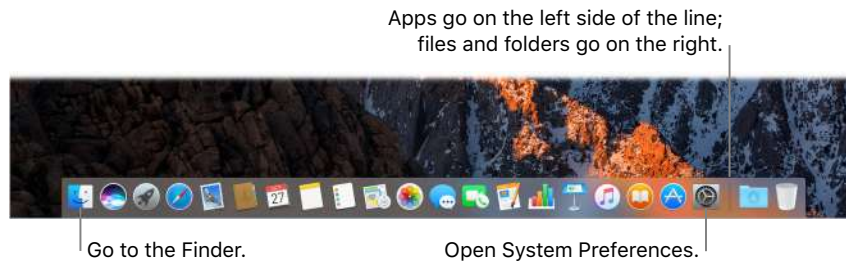 Apps go on the left side of the line;
files and folders go on the right.
27
Go to the Finder.
Open System Preferences.